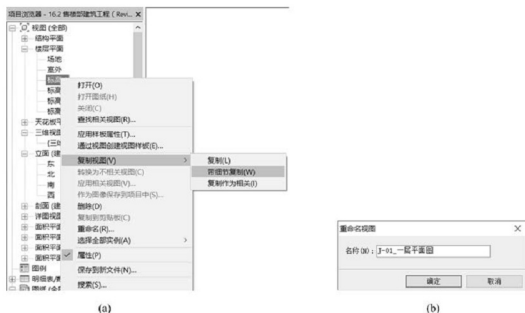 项目浏览器 - 16.2 售楼部建筑工程 ( Revi... X
视图 (全部)
结构平面
楼层平面
场地
室外
标高
标高
标高
标高
天花板平
三维视图
{三维
立面 (建
东
北
南
西
剖面 (建
详图视图
面积平面
面积平面
面积平面
面积平面
图例
明细表/数
图纸 (全
打开(O)
打开图纸(H)
关闭(C)
查找相关视图(R)...
应用样板属性(T)...
通过视图创建视图样板(E)...
复制视图(V)
转换为不相关视图(C)
应用相关视图(V)...
作为图像保存到项目中(S)...
删除(D)
复制到剪贴板(C)
重命名(R)...
选择全部实例(A)
属性(P)
保存到新文件(N)...
搜索(S)...
复制(L)
带细节复制(W)
复制作为相关(I)
(a)
重命名视图 X
名称(N): J-01_一层平面图
确定 取消
(b)